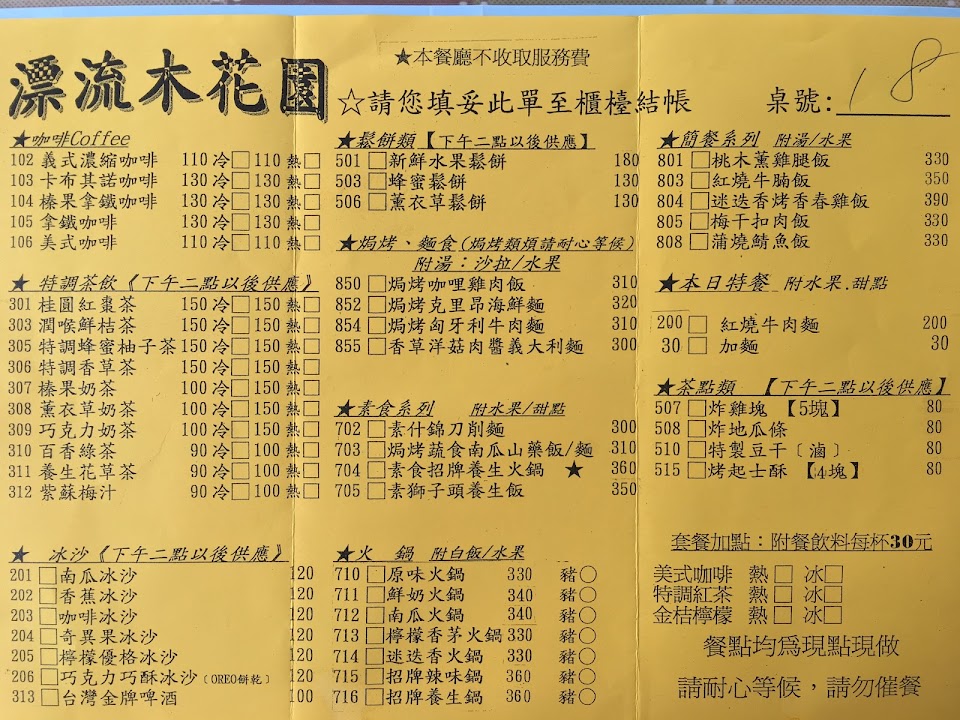 漂流木花園
★本餐廳不收取服務費
☆請您填妥此單至櫃檯結帳
桌號: 18
★咖啡Coffee
102 義式濃縮咖啡 110 冷□ 110 熱□
103 卡布其諾咖啡 130 冷□ 130 熱□
104 榛果拿鐵咖啡 130 冷□ 130 熱□
105 拿鐵咖啡 130 冷□ 130 熱□
106 美式咖啡 110 冷□ 110 熱□
★ 特調茶飲《下午二點以後供應》
301 桂圓紅棗茶 150 冷□ 150 熱□
303 潤喉鮮桔茶 150 冷□ 150 熱□
305 特調蜂蜜柚子茶 150 冷□ 150 熱□
306 特調香草茶 150 冷□ 150 熱□
307 榛果奶茶 100 冷□ 100 熱□
308 薰衣草奶茶 100 冷□ 100 熱□
309 巧克力奶茶 100 冷□ 100 熱□
310 百香綠茶 90 冷□ 100 熱□
311 養生花草茶 90 冷□ 100 熱□
312 紫蘇梅汁 90 冷□ 100 熱□
★ 冰沙《下午二點以後供應》
201 □南瓜冰沙 120
202 □香蕉冰沙 120
203 □咖啡冰沙 120
204 □奇異果冰沙 120
205 □檸檬優格冰沙 120
206 □巧克力巧酥冰沙〔OREO餅乾〕 120
313 □台灣金牌啤酒 100
★鬆餅類【下午二點以後供應】
501 □新鮮水果鬆餅 180
503 □蜂蜜鬆餅 130
506 □薰衣草鬆餅 130
★焗烤、麵食(焗烤類煩請耐心等候)
附湯：沙拉/水果
850 □焗烤咖哩雞肉飯 310
852 □焗烤克里昂海鮮麵 320
854 □焗烤匈牙利牛肉麵 310
855 □香草洋菇肉醬義大利麵 300
★素食系列 附水果/甜點
702 □素什錦刀削麵 300
703 □焗烤蔬食南瓜山藥飯/麵 310
704 □素食招牌養生火鍋 ★ 360
705 □素獅子頭養生飯 350
★火 鍋 附白飯/水果
710 □原味火鍋 330 豬○
711 □鮮奶火鍋 340 豬○
712 □南瓜火鍋 340 豬○
713 □檸檬香茅火鍋 330 豬○
714 □迷迭香火鍋 330 豬○
715 □招牌辣味鍋 360 豬○
716 □招牌養生鍋 360 豬○
★簡餐系列 附湯/水果
801 □桃木薰雞腿飯 330
803 □紅燒牛腩飯 350
804 □迷迭香烤香春雞飯 390
805 □梅干扣肉飯 330
808 □蒲燒鯖魚飯 330
★本日特餐 附水果.甜點
200 □ 紅燒牛肉麵 200
30 □ 加麵 30
★茶點類 【下午二點以後供應】
507 □炸雞塊 【5塊】 80
508 □炸地瓜條 80
510 □特製豆干〔滷〕 80
515 □烤起士酥 【4塊】 80
套餐加點：附餐飲料每杯30元
美式咖啡 熱□ 冰□
特調紅茶 熱□ 冰□
金桔檸檬 熱□ 冰□
餐點均為現點現做
請耐心等候，請勿催餐